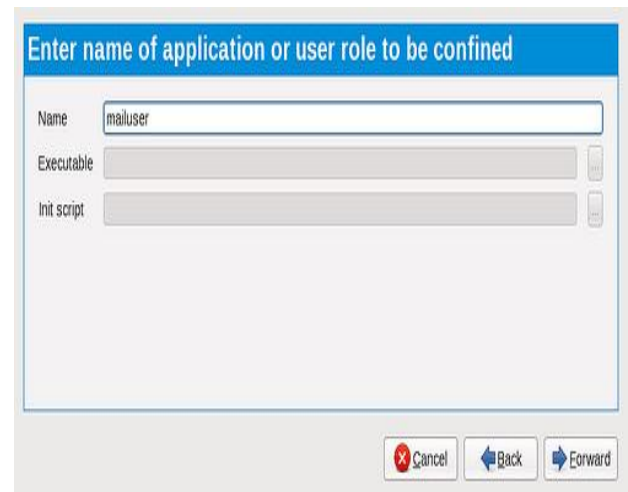 Enter name of application or user role to be confined
Name mailuser
Executable ...
Init script ...
Cancel Back Forward